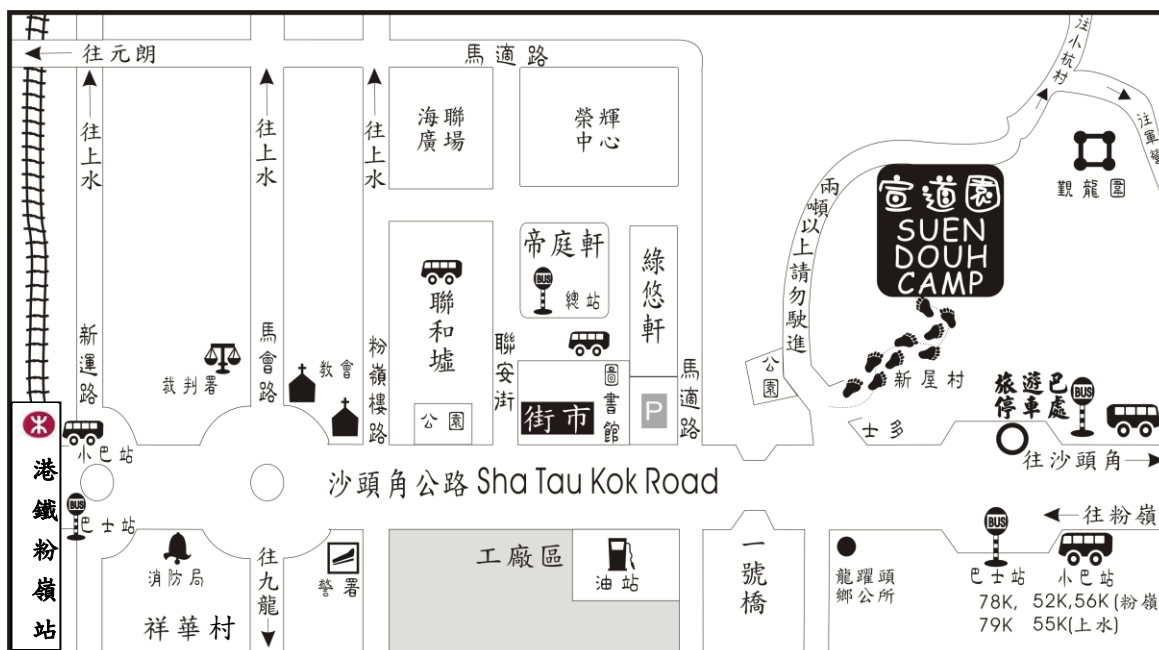 往元朗
馬適路
往小杭村
往軍營
往上水
往上水
往上水
海聯廣場
榮輝中心
觀龍圍
宣道園
SUEN
DOUH
CAMP
兩噸以上請勿駛進
帝庭軒
BUS
總站
綠悠軒
聯和墟
新運路
馬會路
粉嶺樓路
聯安街
馬適路
裁判署
教會
公園
新屋村
圖書館
街市
P
公園
士多
旅遊巴
停車處
BUS
往沙頭角
港鐵粉嶺站
小巴站
沙頭角公路 Sha Tau Kok Road
BUS
巴士站
往粉嶺
消防局
往九龍
警署
工廠區
油站
一號橋
龍躍頭
鄉公所
BUS
巴士站
小巴站
祥華村
78K, 52K,56K(粉嶺
79K 55K(上水)